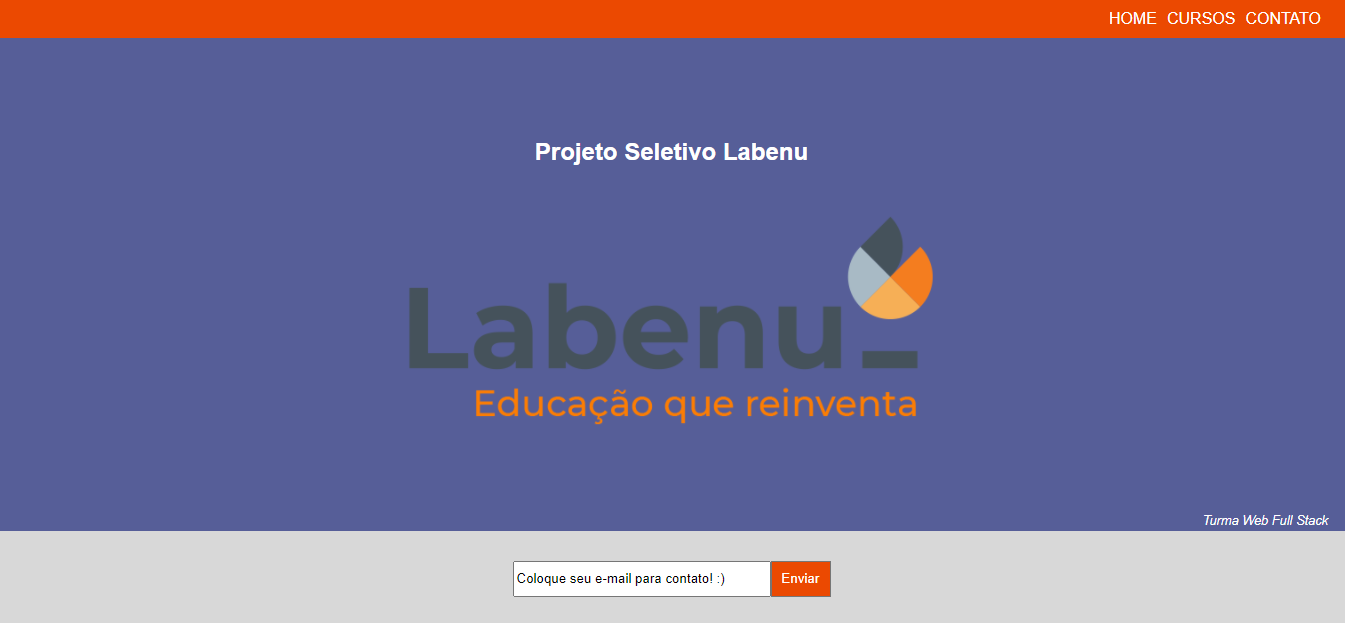 HOME CURSOS CONTATO
Projeto Seletivo Labenu
Labenu_
Educação que reinventa
Turma Web Full Stack
Coloque seu e-mail para contato! :) Enviar